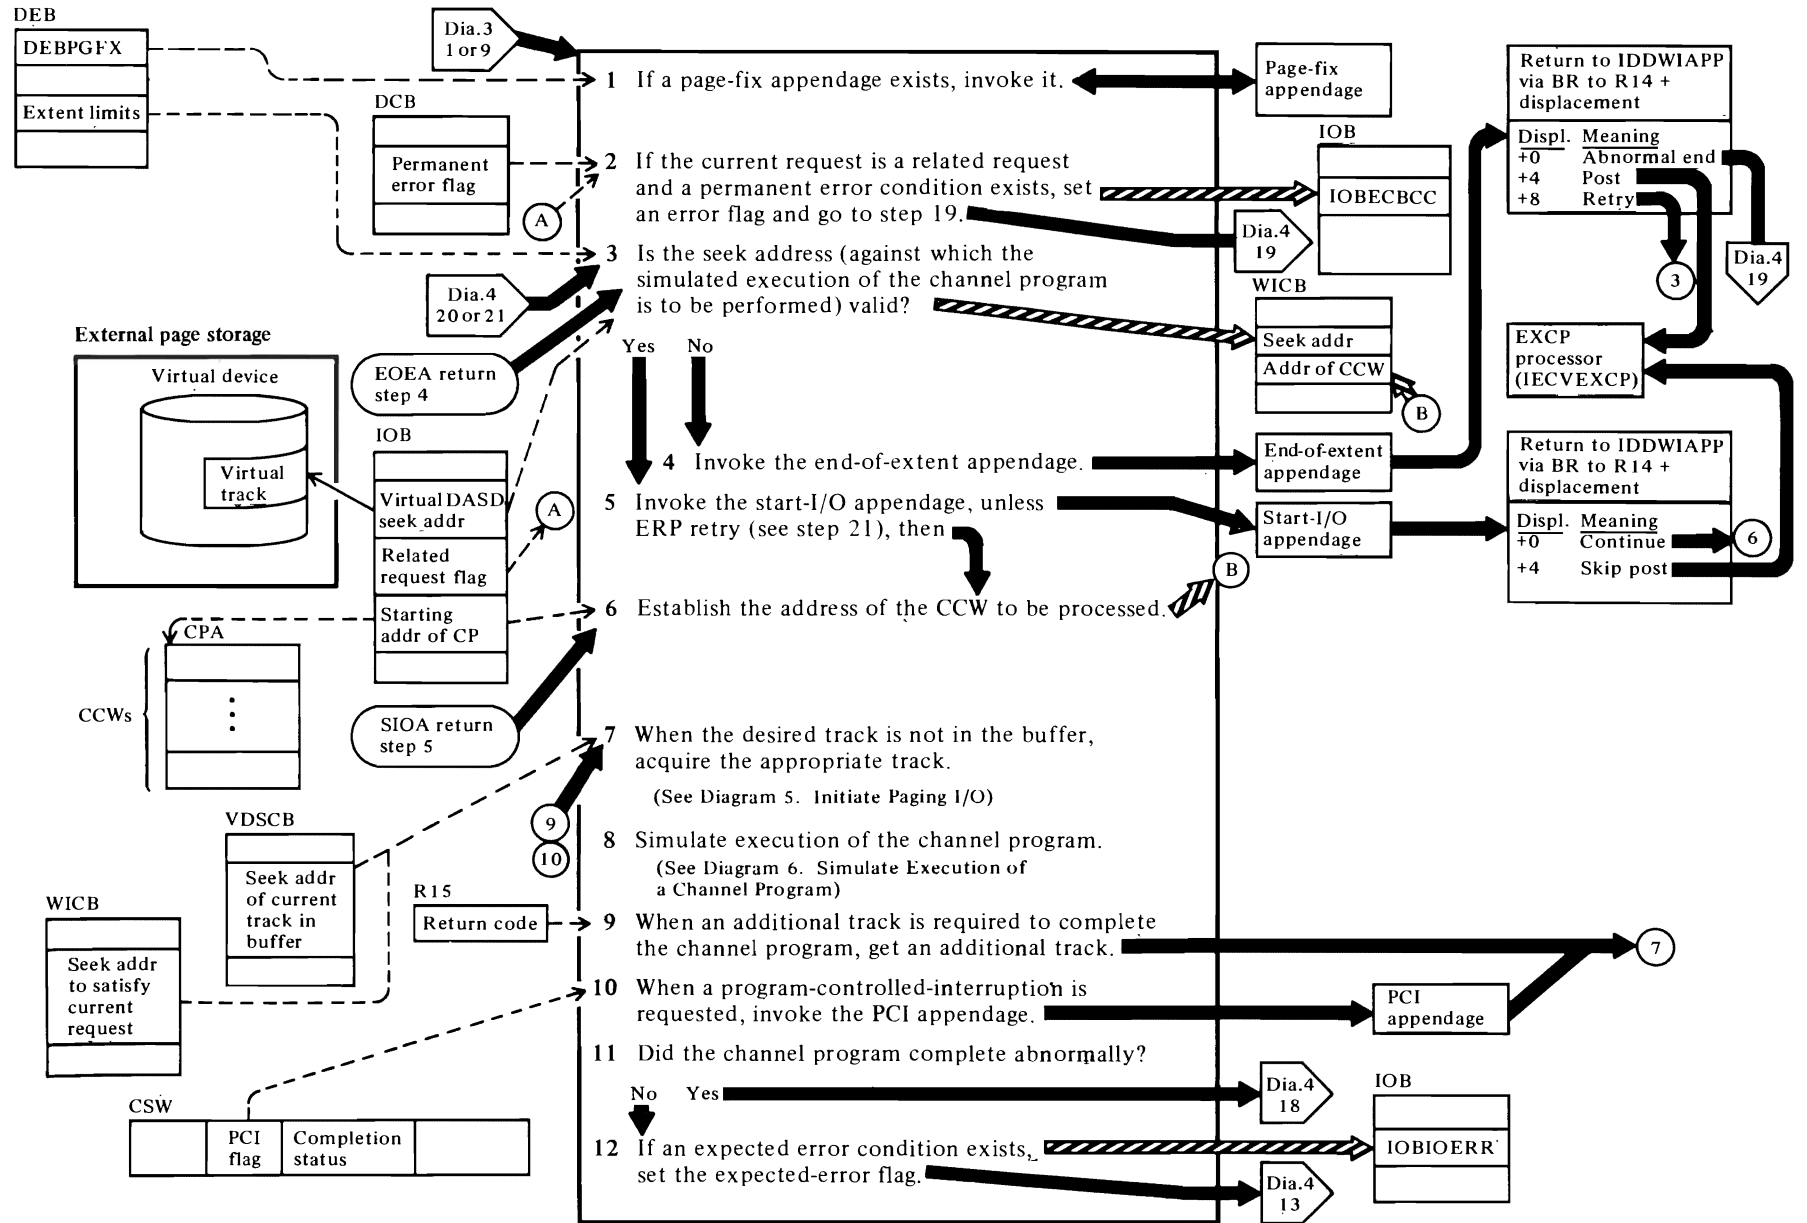 DEB
DEBPGFX
Extent limits
Dia.3
1 or 9
1 If a page-fix appendage exists, invoke it.
Page-fix
appendage
DCB
Permanent
error flag
A
2 If the current request is a related request
and a permanent error condition exists, set
an error flag and go to step 19.
IOB
IOBECBCC
Dia.4
19
Return to IDDWIAPP
via BR to R14 +
displacement
Displ. Meaning
+0 Abnormal end
+4 Post
+8 Retry
3
Dia.4
19
3 Is the seek address (against which the
simulated execution of the channel program
is to be performed) valid?
Dia.4
20 or 21
WICB
Seek addr
Addr of CCW
B
EXCP
processor
(IECVEXCP)
External page storage
Virtual device
Virtual
track
EOEA return
step 4
Yes No
IOB
Virtual DASD
seek addr
Related
request flag
Starting
addr of CP
A
4 Invoke the end-of-extent appendage.
End-of-extent
appendage
5 Invoke the start-I/O appendage, unless
ERP retry (see step 21), then
Start-I/O
appendage
Return to IDDWIAPP
via BR to R14 +
displacement
Displ. Meaning
+0 Continue
+4 Skip post
6
B
6 Establish the address of the CCW to be processed.
CPA
CCWs
SIOA return
step 5
7 When the desired track is not in the buffer,
acquire the appropriate track.
(See Diagram 5. Initiate Paging I/O)
9
10
VDSCB
Seek addr
of current
track in
buffer
8 Simulate execution of the channel program.
(See Diagram 6. Simulate Execution of
a Channel Program)
WICB
Seek addr
to satisfy
current
request
R15
Return code
9 When an additional track is required to complete
the channel program, get an additional track.
7
10 When a program-controlled-interruption is
requested, invoke the PCI appendage.
PCI
appendage
11 Did the channel program complete abnormally?
No Yes
Dia.4
18
CSW
PCI
flag
Completion
status
IOB
IOBIOERR
12 If an expected error condition exists,
set the expected-error flag.
Dia.4
13